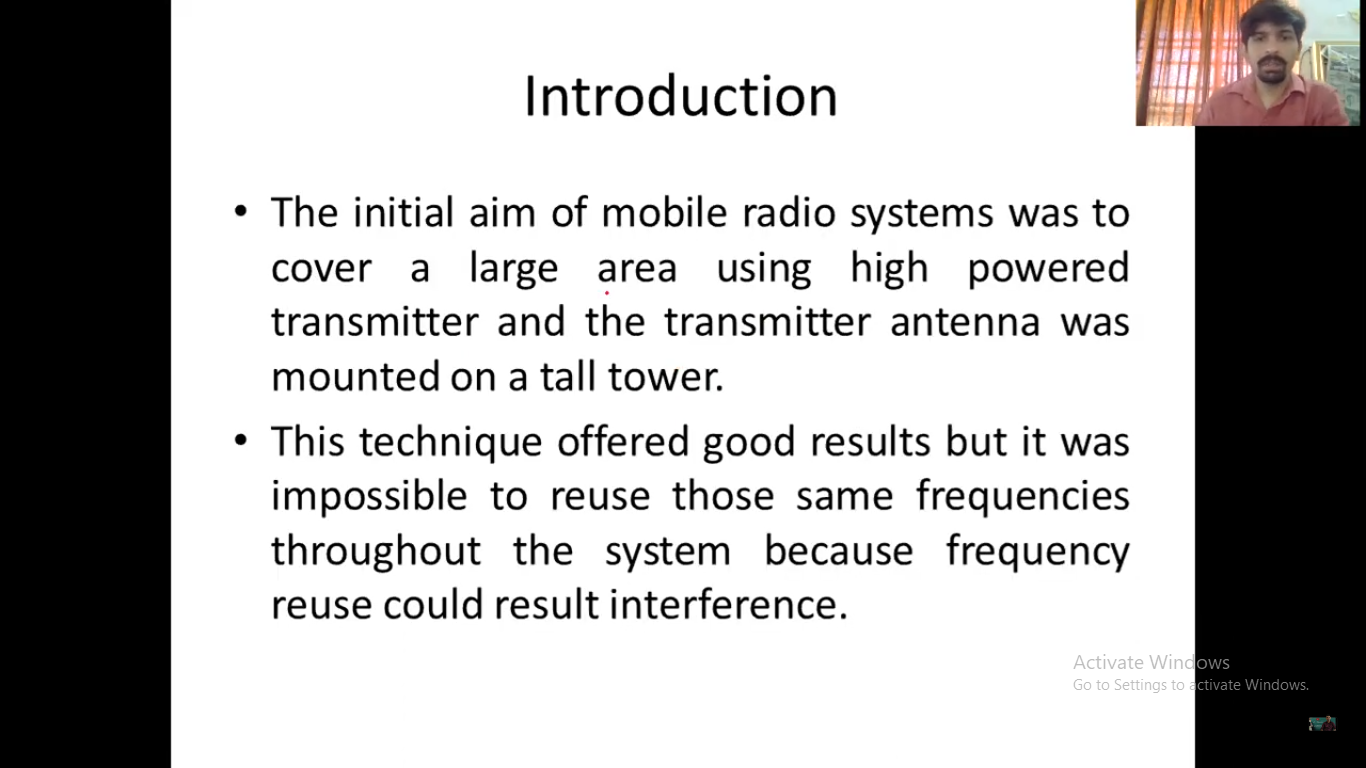 Introduction
• The initial aim of mobile radio systems was to
cover a large area using high powered
transmitter and the transmitter antenna was
mounted on a tall tower.
• This technique offered good results but it was
impossible to reuse those same frequencies
throughout the system because frequency
reuse could result interference.
Activate Windows
Go to Settings to activate Windows.